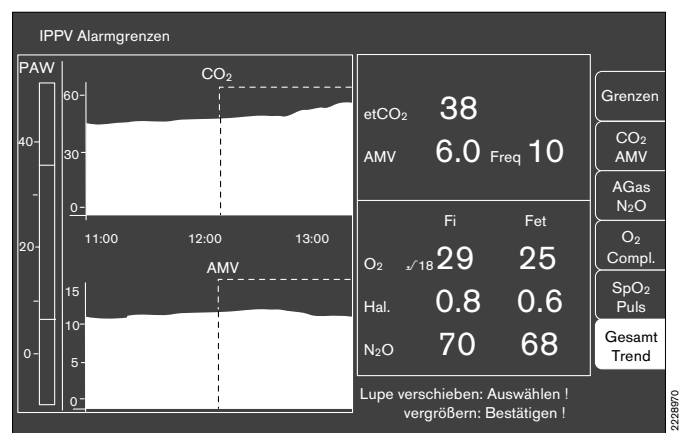 IPPV Alarmgrenzen
PAW
40
20
0
CO₂
60
30
0
11:00 12:00 13:00
AMV
15
10
5
0
etCO₂ 38
AMV 6.0 Freq 10
Fi Fet
O₂ 18 29 25
Hal. 0.8 0.6
N₂O 70 68
Lupe verschieben: Auswählen !
vergrößern: Bestätigen !
Grenzen
CO₂
AMV
AGas
N₂O
O₂
Compl.
SpO₂
Puls
Gesamt
Trend
2228970